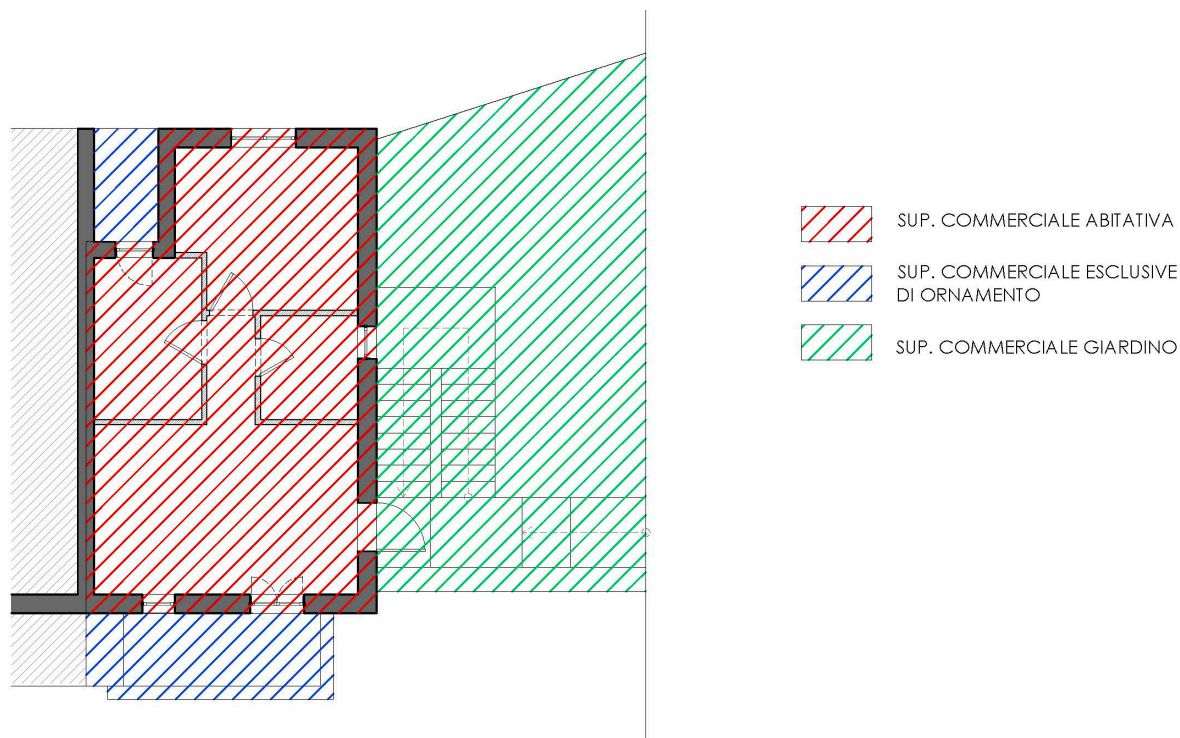 SUP. COMMERCIALE ABITATIVA
SUP. COMMERCIALE ESCLUSIVE
DI ORNAMENTO
SUP. COMMERCIALE GIARDINO